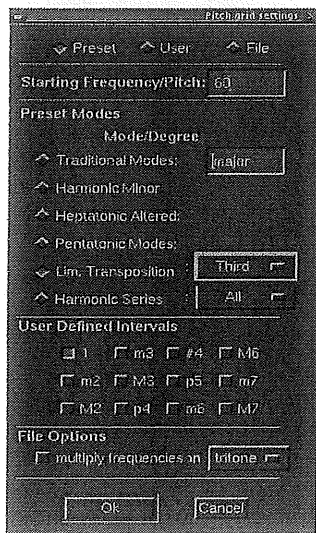 Pitch/grid settings
Preset User File
Starting Frequency/Pitch: 60
Preset Modes
Mode/Degree
Traditional Modes: major
Harmonic Minor
Heptatonic Altered:
Pentatonic Modes:
Lim. Transposition : Third
Harmonic Series : All
User Defined Intervals
1 m3 #4 M6
m2 M3 p5 m7
M2 p4 m6 M7
File Options
multiply frequencies on tritone
Ok Cancel